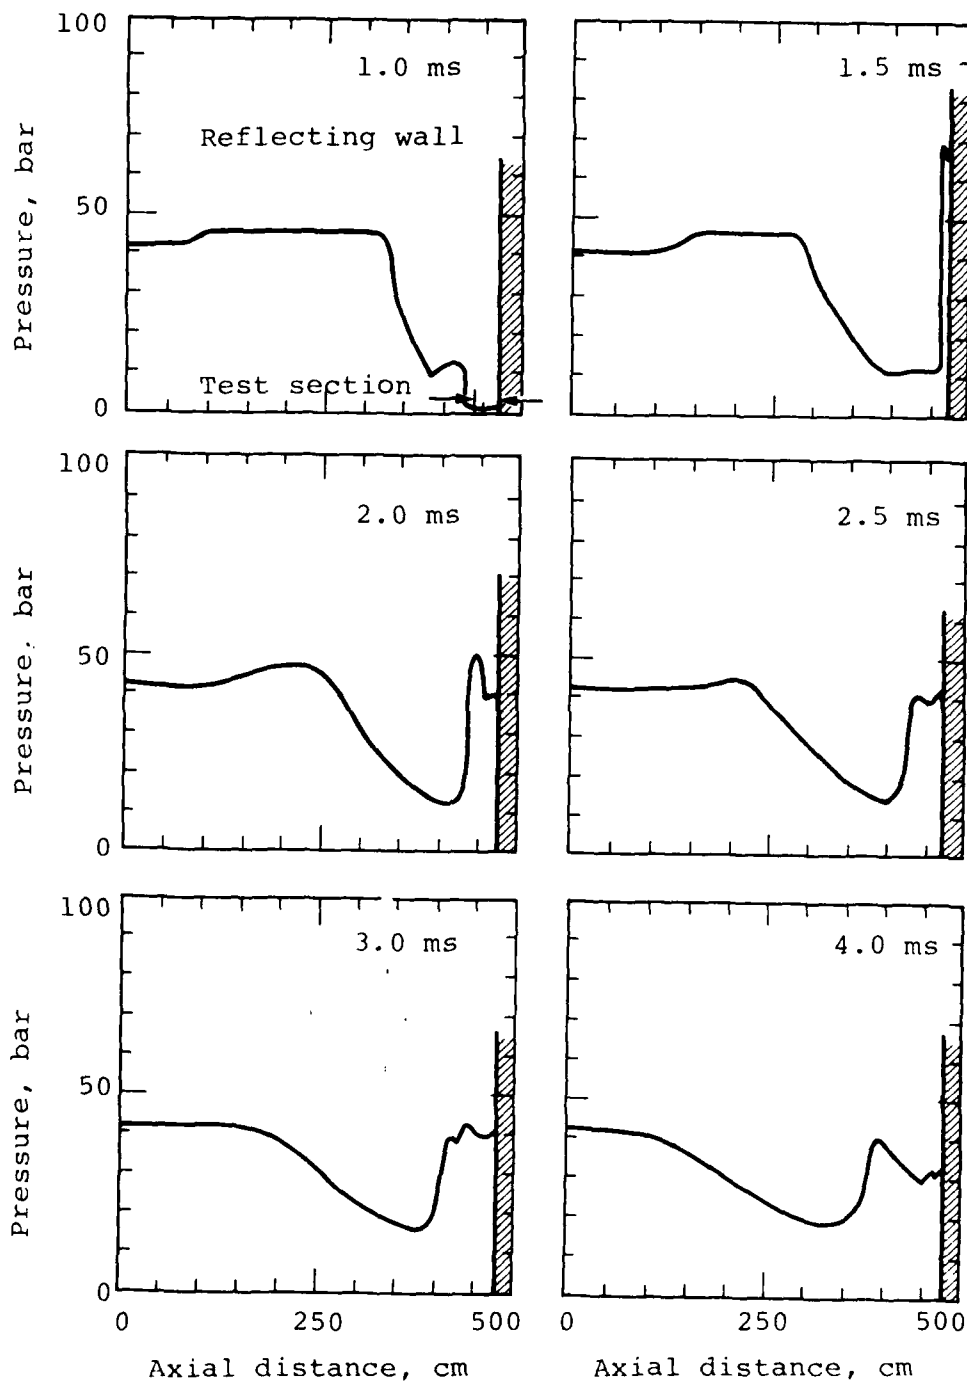 100
1.0 ms
1.5 ms
Reflecting wall
Pressure, bar
50
Test section
0
100
2.0 ms
2.5 ms
Pressure, bar
50
0
100
3.0 ms
4.0 ms
Pressure, bar
50
0
0 250 500
0 250 500
Axial distance, cm
Axial distance, cm